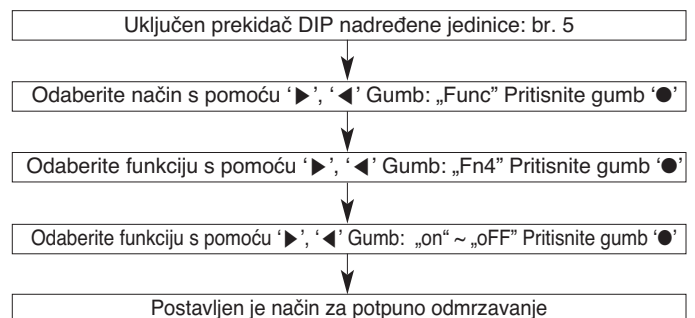 Uključen prekidač DIP nadređene jedinice: br. 5
Odaberite način s pomoću ‘▶’, ‘◀’ Gumb: „Func” Pritisnite gumb ‘●’
Odaberite funkciju s pomoću ‘▶’, ‘◀’ Gumb: „Fn4” Pritisnite gumb ‘●’
Odaberite funkciju s pomoću ‘▶’, ‘◀’ Gumb: „on“ ~ „oFF” Pritisnite gumb ‘●’
Postavljen je način za potpuno odmrzavanje